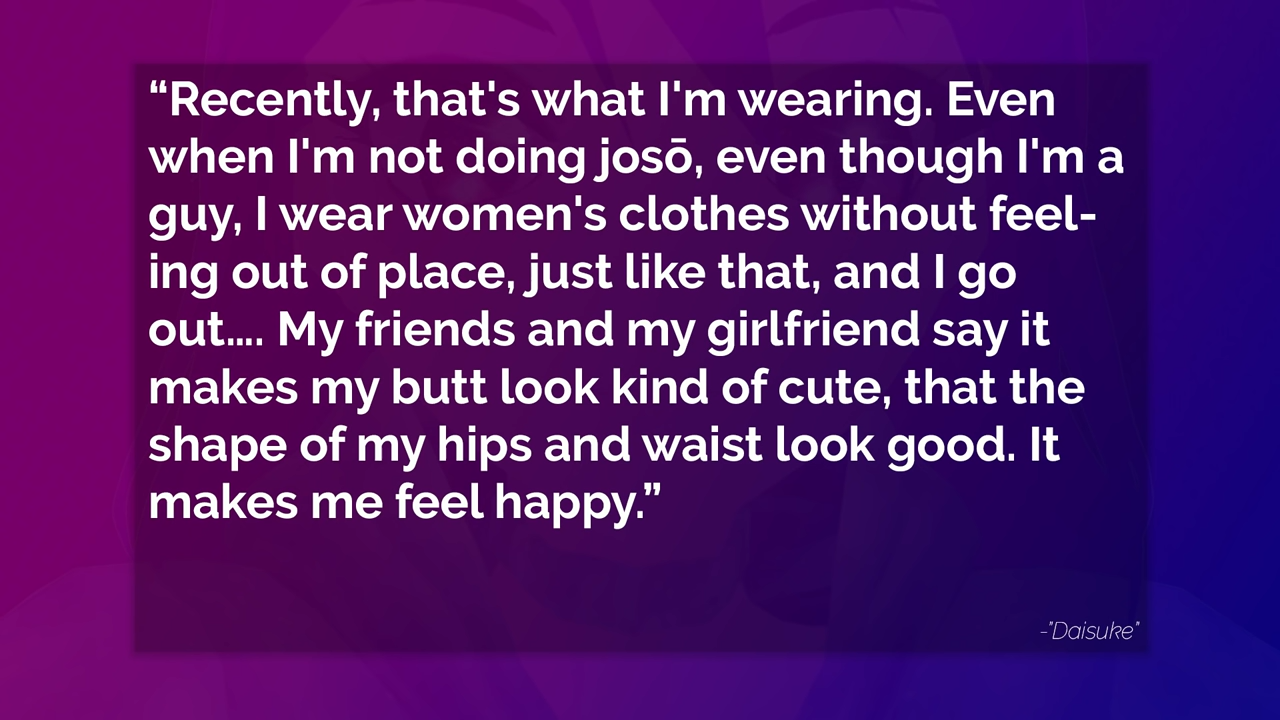 “Recently, that's what I'm wearing. Even
when I'm not doing josō, even though I'm a
guy, I wear women's clothes without feel-
ing out of place, just like that, and I go
out.... My friends and my girlfriend say it
makes my butt look kind of cute, that the
shape of my hips and waist look good. It
makes me feel happy.”
-"Daisuke"